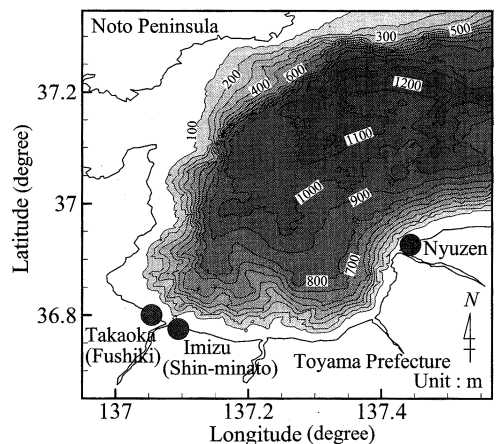 Noto Peninsula
300
500
200
400
600
1200
37.2
100
1100
1000
37
900
Nyuzen
700
800
36.8
N
Takaoka
(Fushiki)
Imizu
(Shin-minato)
Toyama Prefecture
Unit : m
137
137.2
137.4
Longitude (degree)
Latitude (degree)